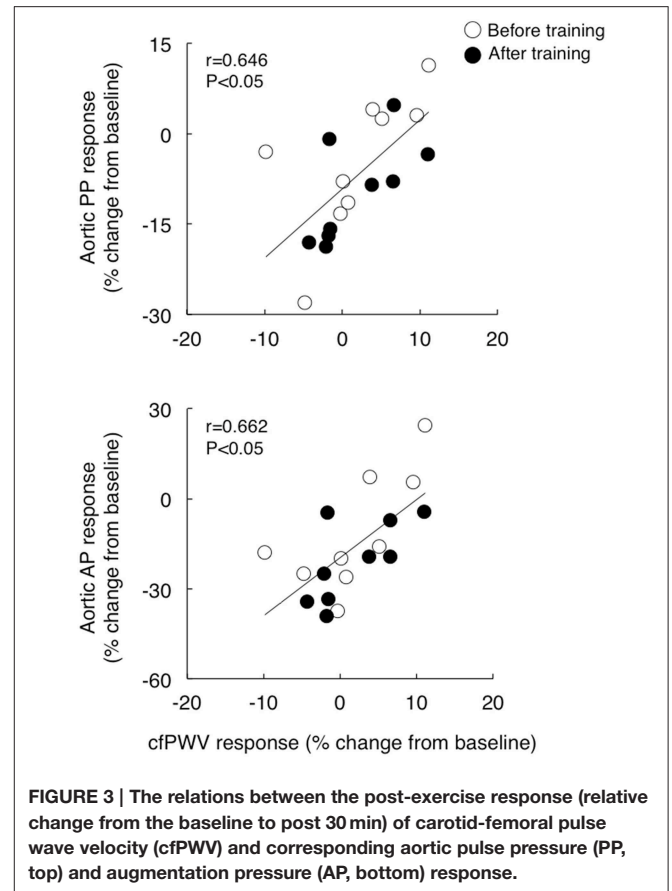 Before training
After training
15
r=0.646
P<0.05
0
-15
-30
Aortic PP response
(% change from baseline)
-20
-10
0
10
20
30
r=0.662
P<0.05
0
-30
-60
Aortic AP response
(% change from baseline)
-20
-10
0
10
20
cfPWV response (% change from baseline)
FIGURE 3 | The relations between the post-exercise response (relative
change from the baseline to post 30 min) of carotid-femoral pulse
wave velocity (cfPWV) and corresponding aortic pulse pressure (PP,
top) and augmentation pressure (AP, bottom) response.